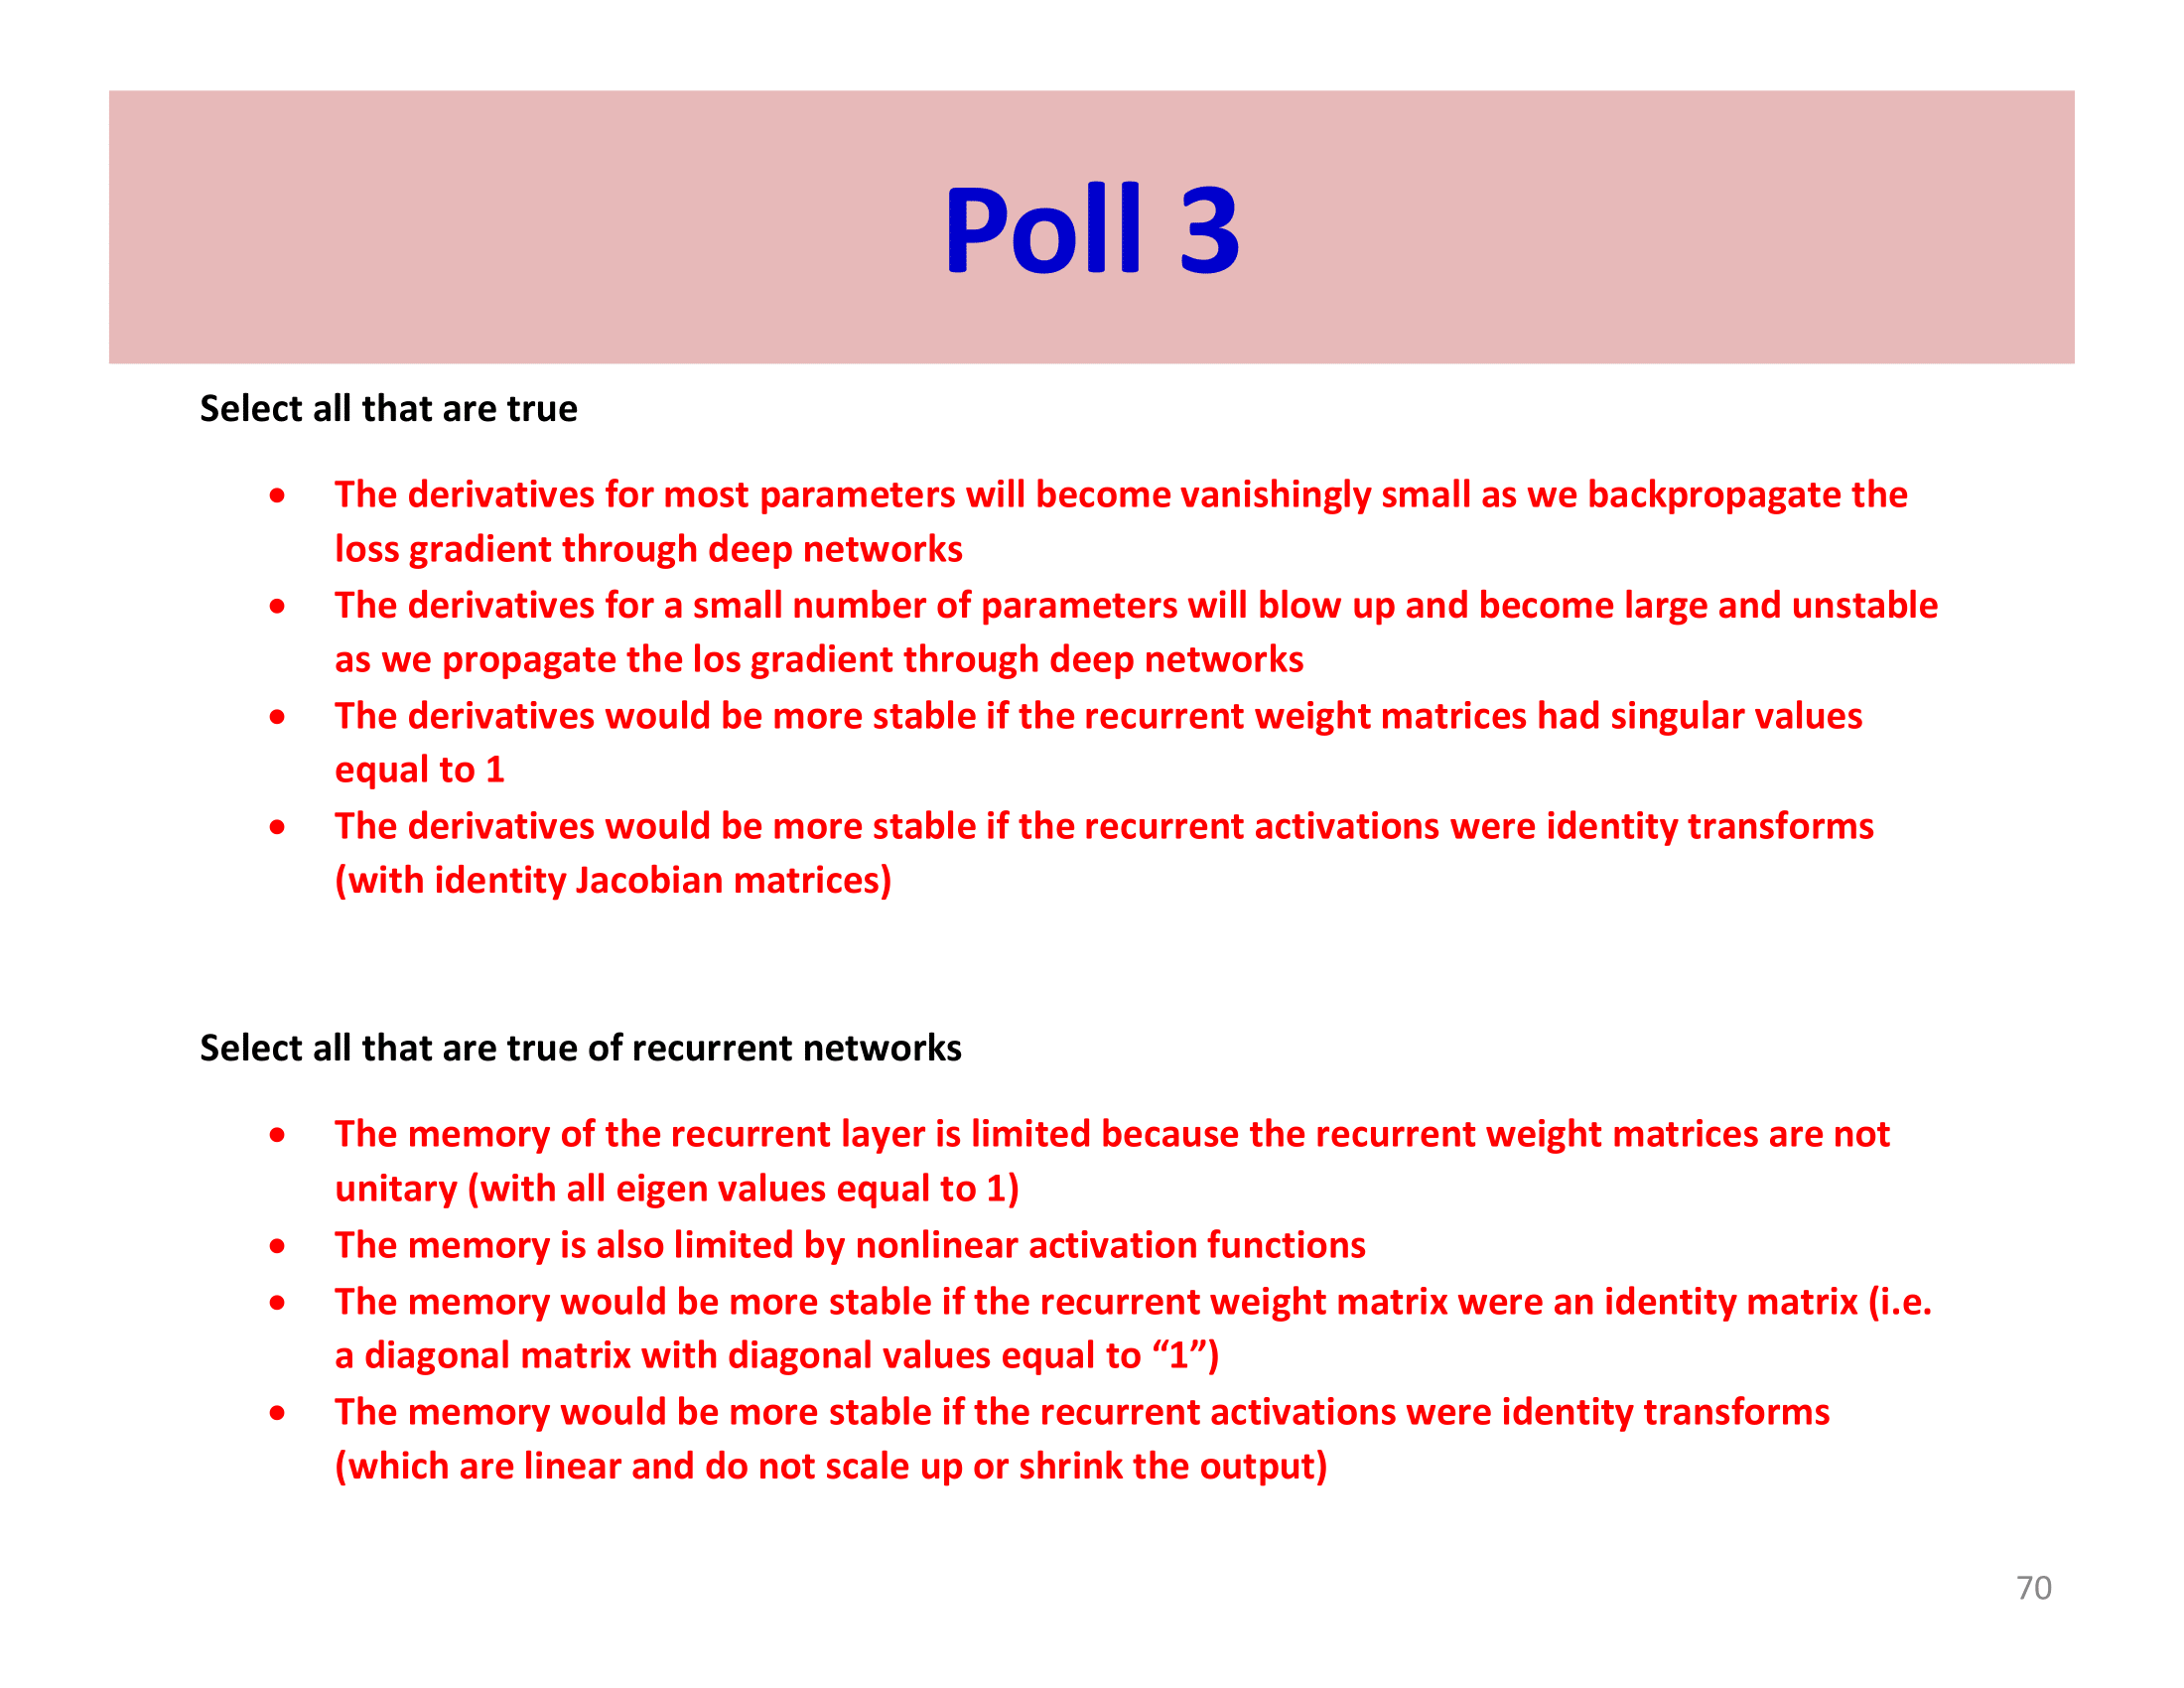 Poll 3
Select all that are true
• The derivatives for most parameters will become vanishingly small as we backpropagate the
loss gradient through deep networks
• The derivatives for a small number of parameters will blow up and become large and unstable
as we propagate the los gradient through deep networks
• The derivatives would be more stable if the recurrent weight matrices had singular values
equal to 1
• The derivatives would be more stable if the recurrent activations were identity transforms
(with identity Jacobian matrices)
Select all that are true of recurrent networks
• The memory of the recurrent layer is limited because the recurrent weight matrices are not
unitary (with all eigen values equal to 1)
• The memory is also limited by nonlinear activation functions
• The memory would be more stable if the recurrent weight matrix were an identity matrix (i.e.
a diagonal matrix with diagonal values equal to “1”)
• The memory would be more stable if the recurrent activations were identity transforms
(which are linear and do not scale up or shrink the output)
70